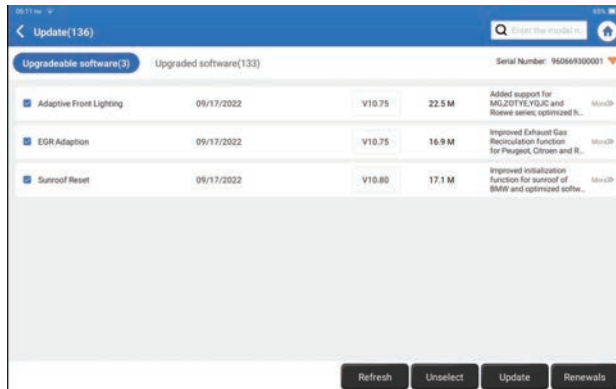 09:11 PM
65%
Update(136)
Enter the model n..
Upgradeable software(3)
Upgraded software(133)
Serial Number: 960669300001
Adaptive Front Lighting
09/17/2022
V10.75
22.5 M
Added support for
MG,ZOTYE,YQJC and
Roewe series; optimized h...
More
EGR Adaption
09/17/2022
V10.75
16.9 M
Improved Exhaust Gas
Recirculation function
for Peugeot, Citroen and R...
More
Sunroof Reset
09/17/2022
V10.80
17.1 M
Improved initialization
function for sunroof of
BMW and optimized softw...
More
Refresh
Unselect
Update
Renewals